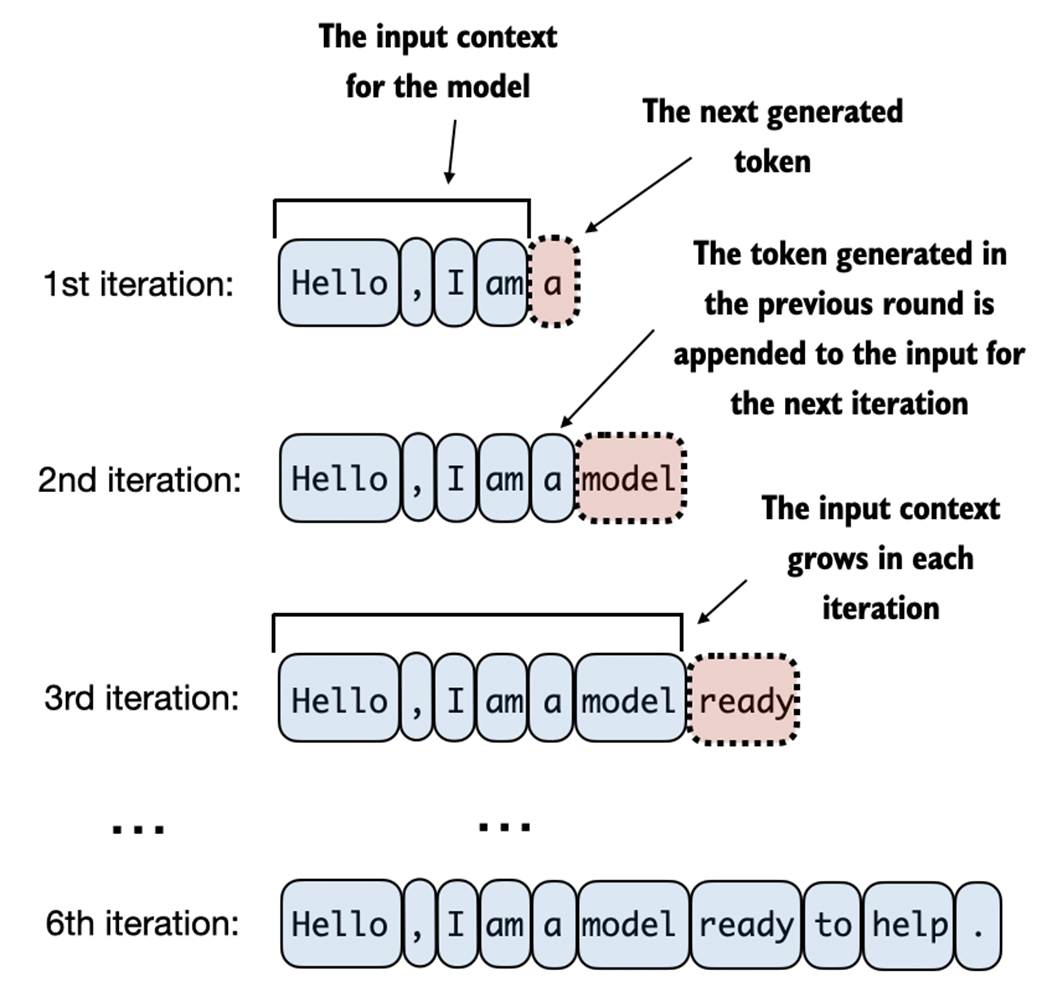 The input context
for the model
The next generated
token
1st iteration: Hello , I am a
The token generated in
the previous round is
appended to the input for
the next iteration
2nd iteration: Hello , I am a model
The input context
grows in each
iteration
3rd iteration: Hello , I am a model ready
... ...
6th iteration: Hello , I am a model ready to help .